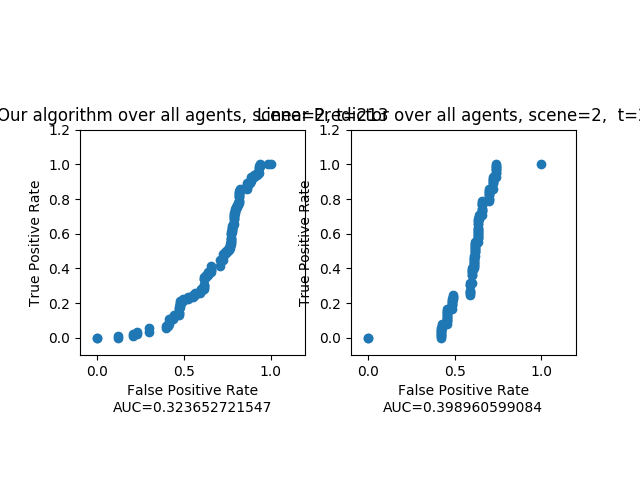 Our algorithm over all agents, scene=2, t=213
Linear Predictor over all agents, scene=2, t=
1.2
1.0
0.8
0.6
0.4
0.2
0.0
True Positive Rate
0.0 0.5 1.0
False Positive Rate
AUC=0.323652721547
1.2
1.0
0.8
0.6
0.4
0.2
0.0
True Positive Rate
0.0 0.5 1.0
False Positive Rate
AUC=0.398960599084